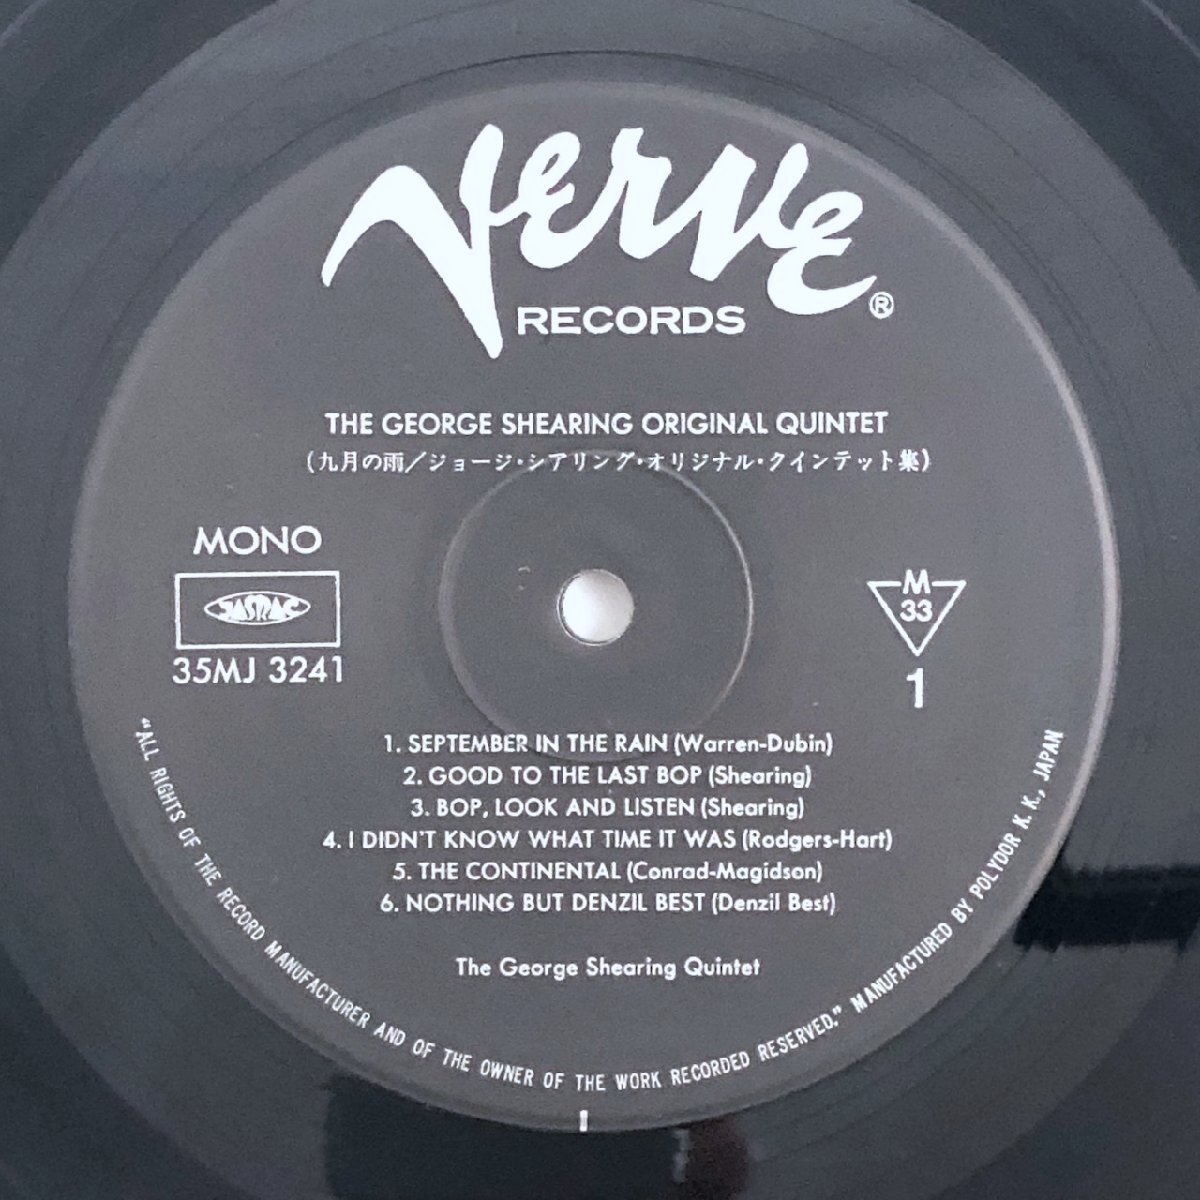 Verve
RECORDS ®
THE GEORGE SHEARING ORIGINAL QUINTET
(九月の雨/ジョージ・シアリング・オリジナル・クインテット集)
MONO
JASRAC
35MJ 3241
M
33
1
1. SEPTEMBER IN THE RAIN (Warren-Dubin)
2. GOOD TO THE LAST BOP (Shearing)
3. BOP, LOOK AND LISTEN (Shearing)
4. I DIDN'T KNOW WHAT TIME IT WAS (Rodgers-Hart)
5. THE CONTINENTAL (Conrad-Magidson)
6. NOTHING BUT DENZIL BEST (Denzil Best)
The George Shearing Quintet
"ALL RIGHTS OF THE RECORD MANUFACTURER AND OF THE OWNER OF THE WORK RECORDED RESERVED." MANUFACTURED BY POLYDOR K. K., JAPAN